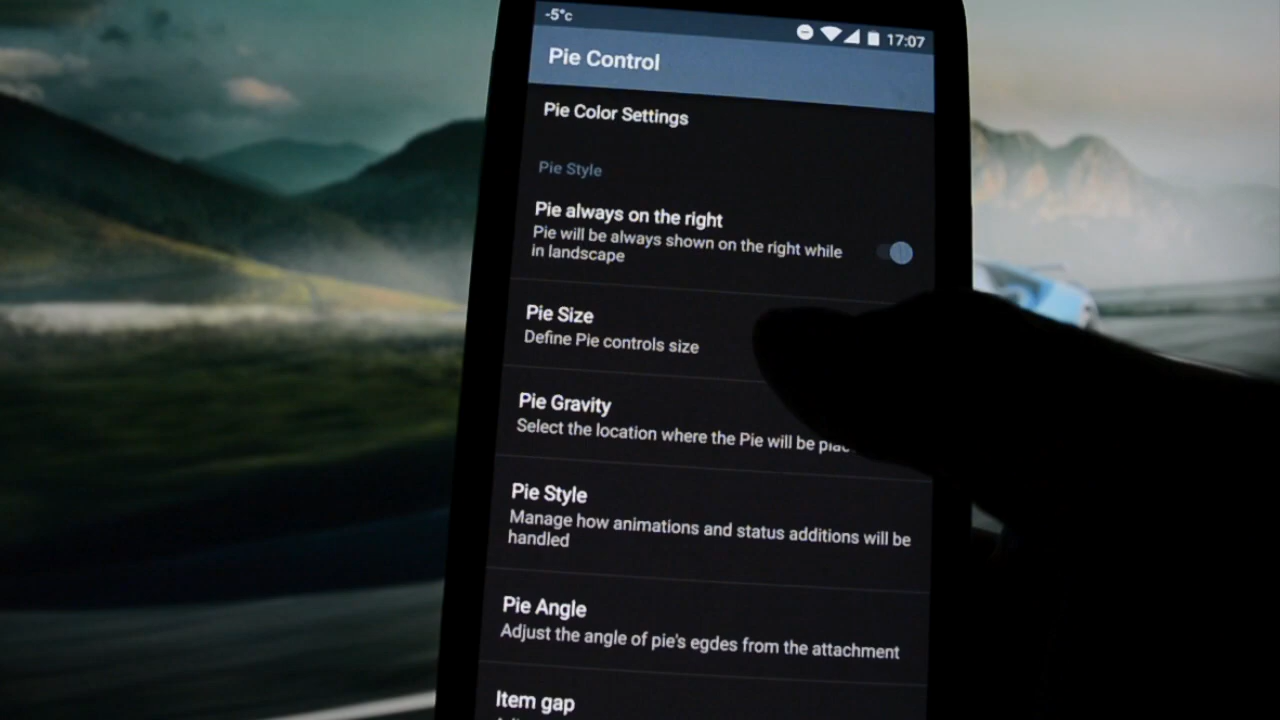 -5°c 17:07
Pie Control
Pie Color Settings
Pie Style
Pie always on the right
Pie will be always shown on the right while
in landscape
Pie Size
Define Pie controls size
Pie Gravity
Select the location where the Pie will be
Pie Style
Manage how animations and status additions will be
handled
Pie Angle
Adjust the angle of pie's egdes from the attachment
Item gap